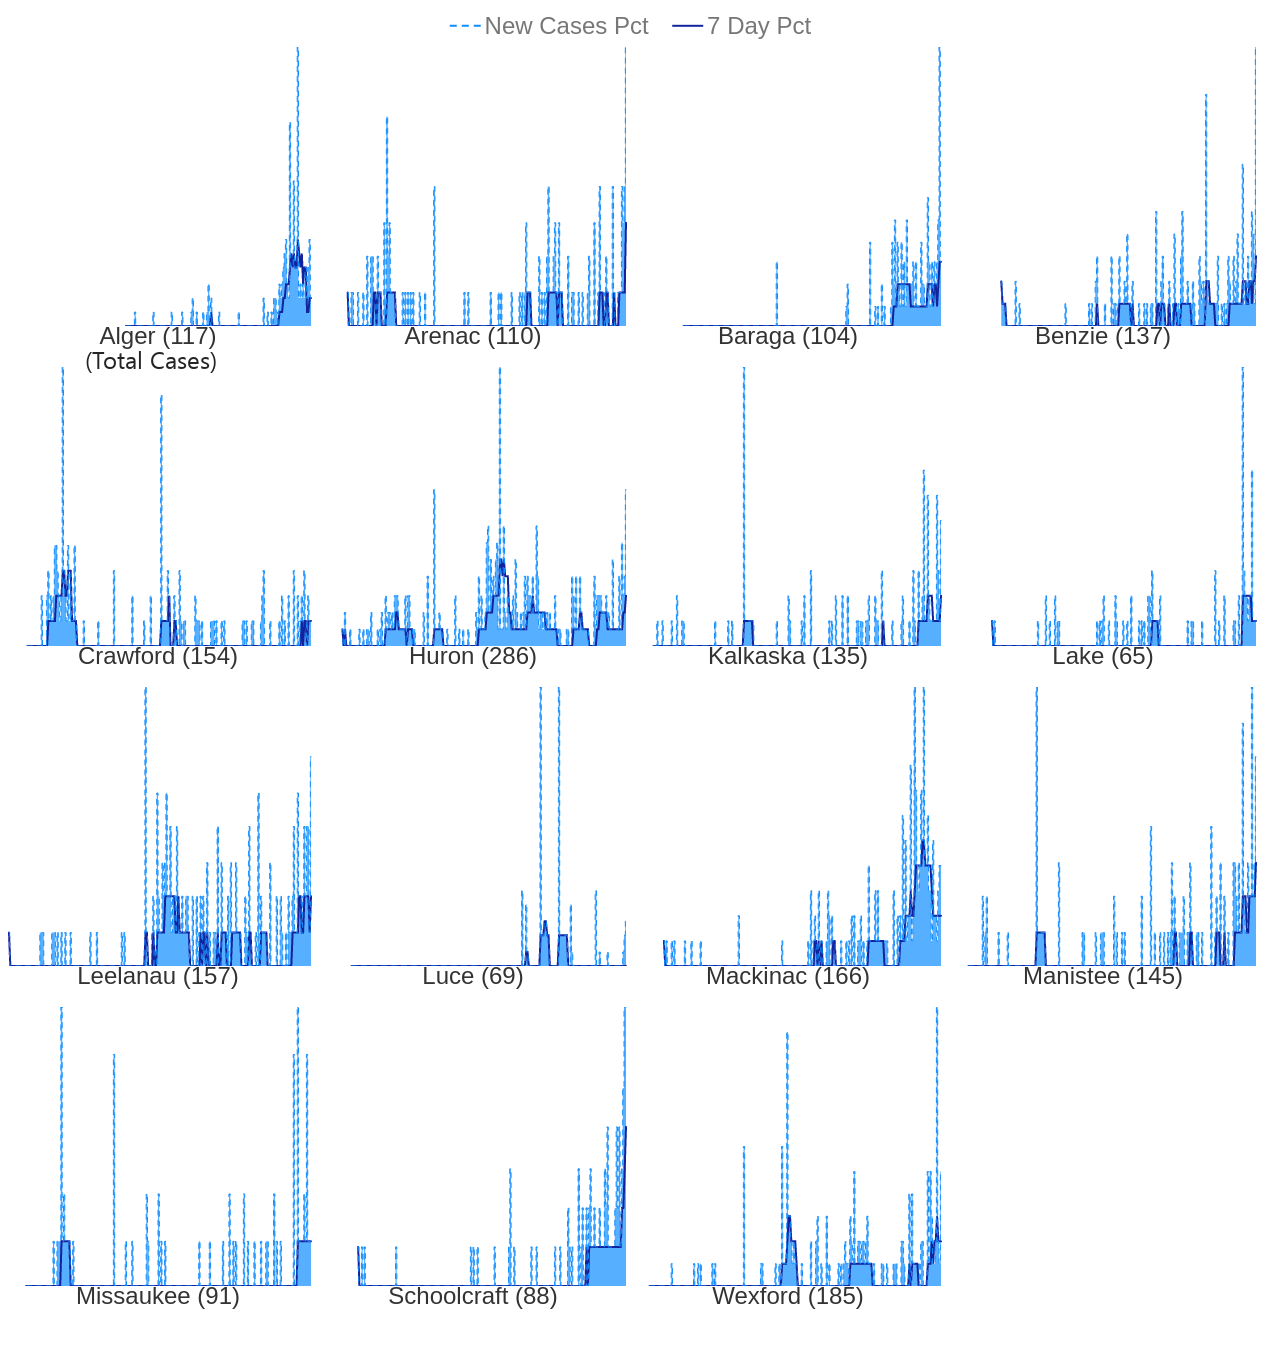 New Cases Pct 7 Day Pct
Alger (117) Arenac (110) Baraga (104) Benzie (137)
(Total Cases)
Crawford (154) Huron (286) Kalkaska (135) Lake (65)
Leelanau (157) Luce (69) Mackinac (166) Manistee (145)
Missaukee (91) Schoolcraft (88) Wexford (185)